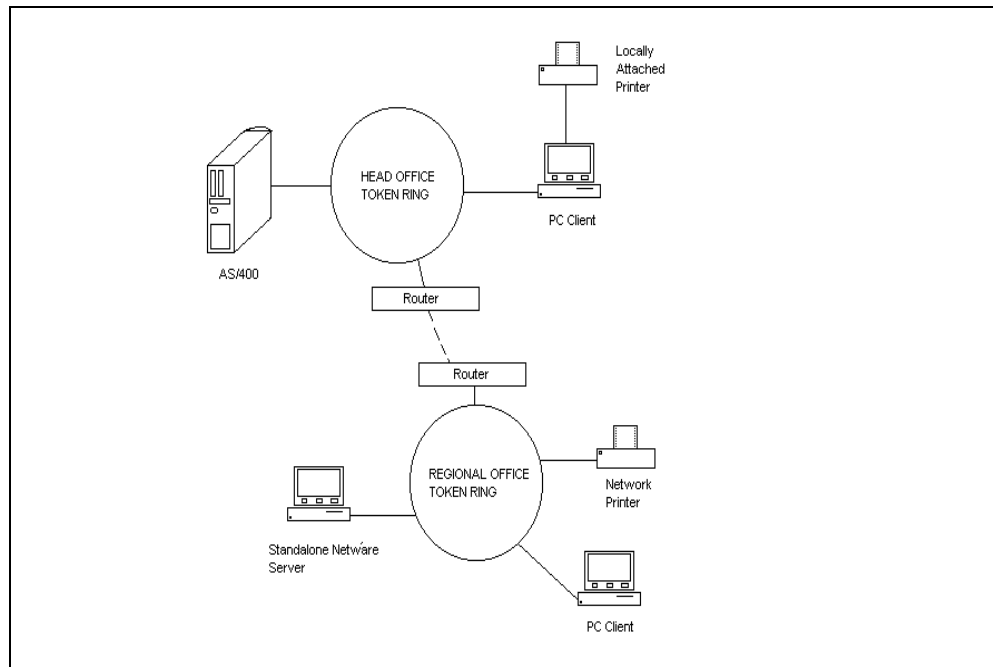 Locally
Attached
Printer
HEAD OFFICE
TOKEN RING
PC Client
AS/400
Router
Router
REGIONAL OFFICE
TOKEN RING
Network
Printer
Standalone Netware
Server
PC Client